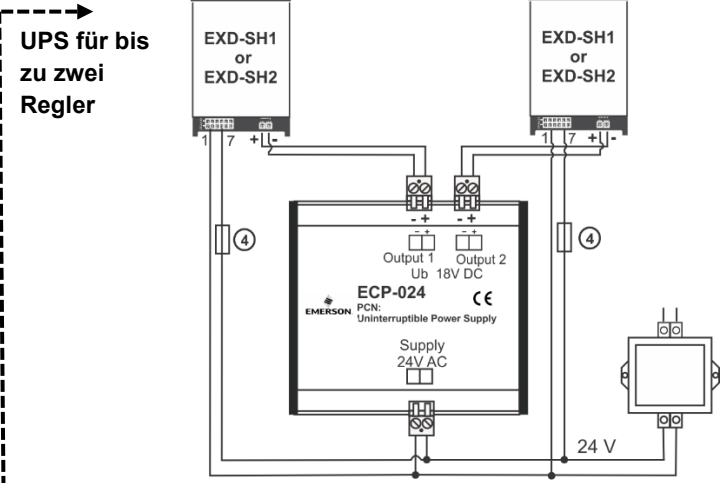 UPS für bis
zu zwei
Regler
EXD-SH1
or
EXD-SH2
EXD-SH1
or
EXD-SH2
1 7 + -
1 7 + -
- + - +
- + - +
4
4
Output 1 Output 2
Ub 18V DC
ECP-024 CE
EMERSON
PCN:
Uninterruptible Power Supply
Supply
24V AC
24 V